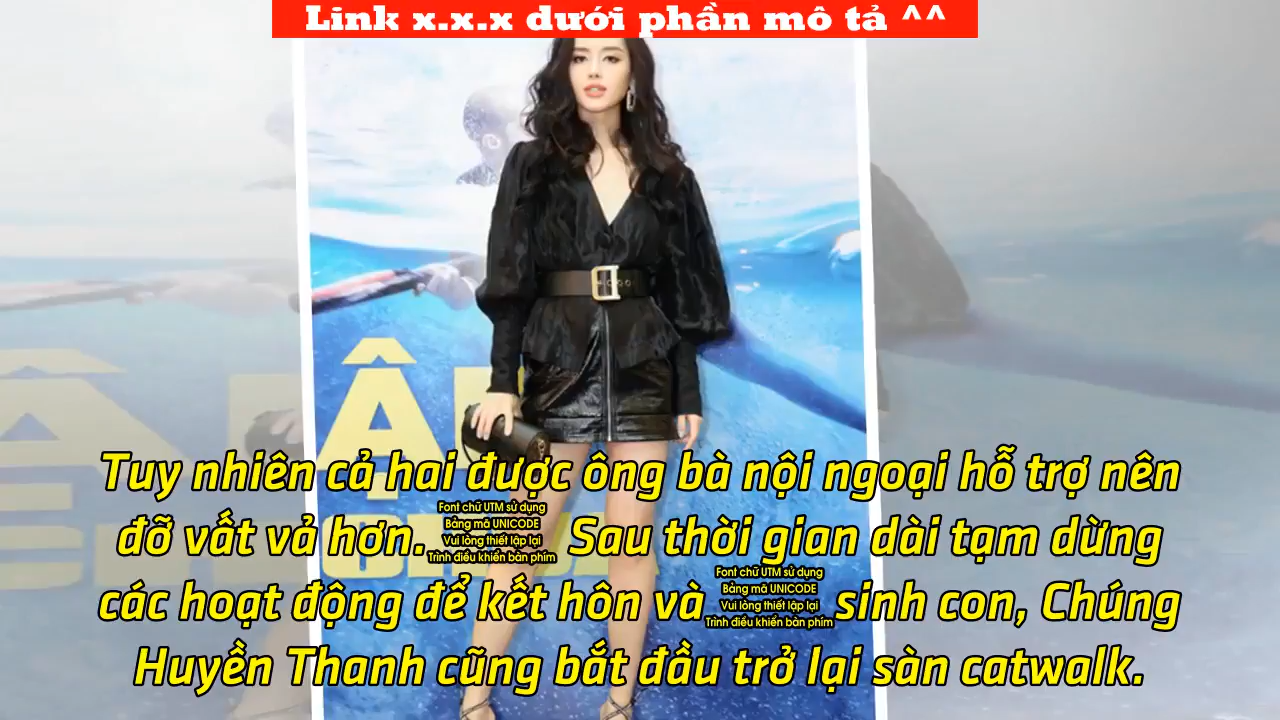 Link x.x.x dưới phần mô tả ^^
ẬN
CHIẾN
Tuy nhiên cả hai được ông bà nội ngoại hỗ trợ nên
đỡ vất vả hơn.
Font chữ UTM sử dụng
Bảng mã UNICODE
Vui lòng thiết lập lại
Trình điều khiển bàn phím
Sau thời gian dài tạm dừng
các hoạt động để kết hôn và
Font chữ UTM sử dụng
Bảng mã UNICODE
Vui lòng thiết lập lại
Trình điều khiển bàn phím
sinh con, Chúng
Huyền Thanh cũng bắt đầu trở lại sàn catwalk.